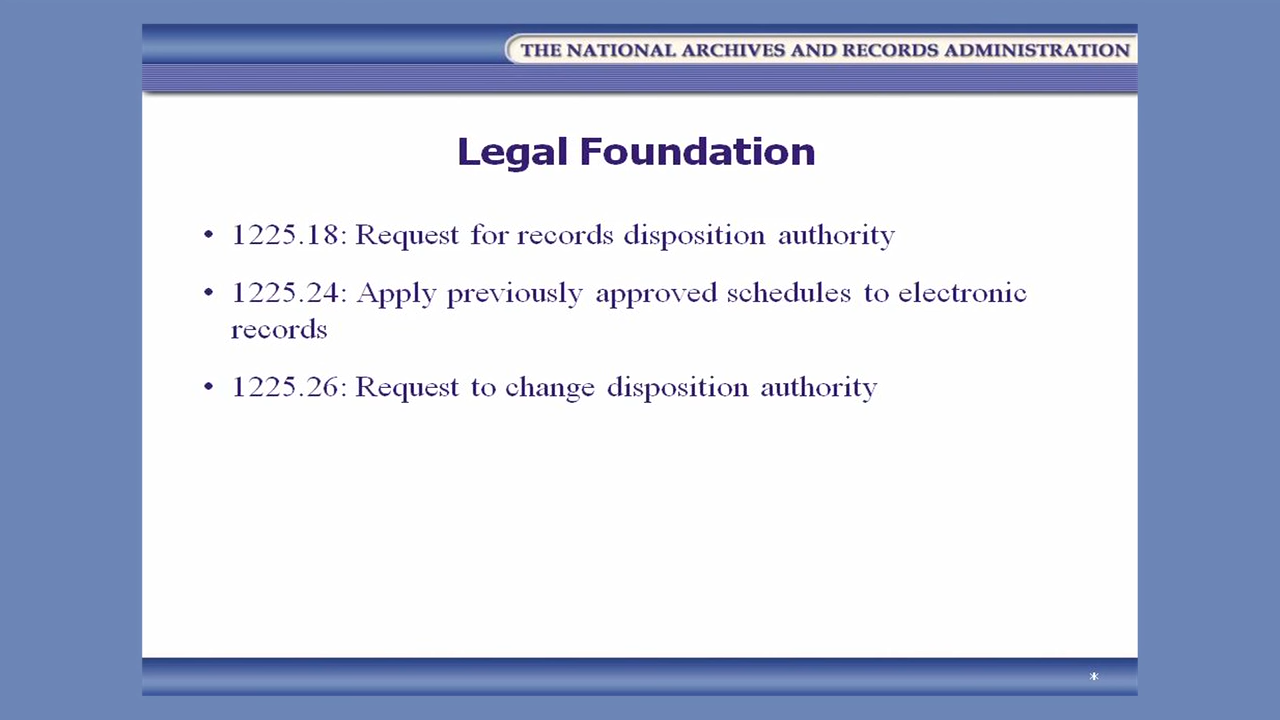 THE NATIONAL ARCHIVES AND RECORDS ADMINISTRATION
Legal Foundation
• 1225.18: Request for records disposition authority
• 1225.24: Apply previously approved schedules to electronic
records
• 1225.26: Request to change disposition authority
*